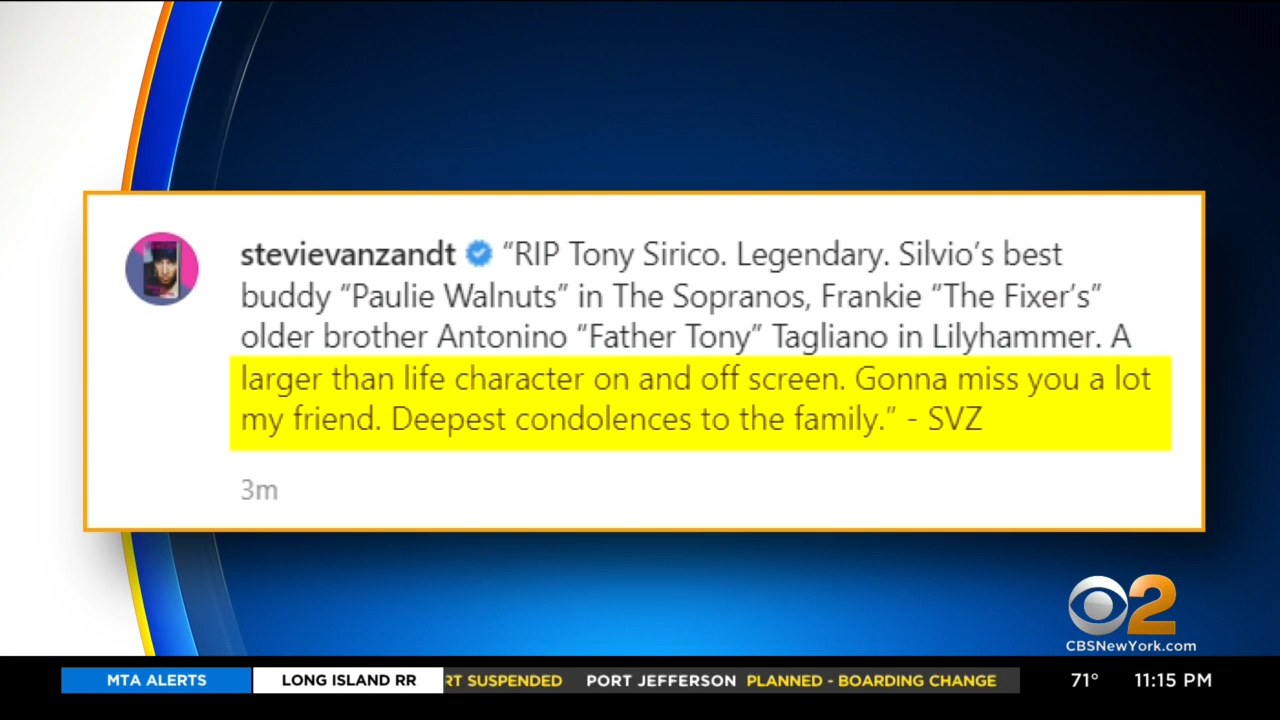 stevievanzandt “RIP Tony Sirico. Legendary. Silvio’s best
buddy “Paulie Walnuts” in The Sopranos, Frankie “The Fixer’s”
older brother Antonino “Father Tony” Tagliano in Lilyhammer. A
larger than life character on and off screen. Gonna miss you a lot
my friend. Deepest condolences to the family.” - SVZ
3m
2
CBSNewYork.com
MTA ALERTS LONG ISLAND RR RT SUSPENDED PORT JEFFERSON PLANNED - BOARDING CHANGE 71° 11:15 PM